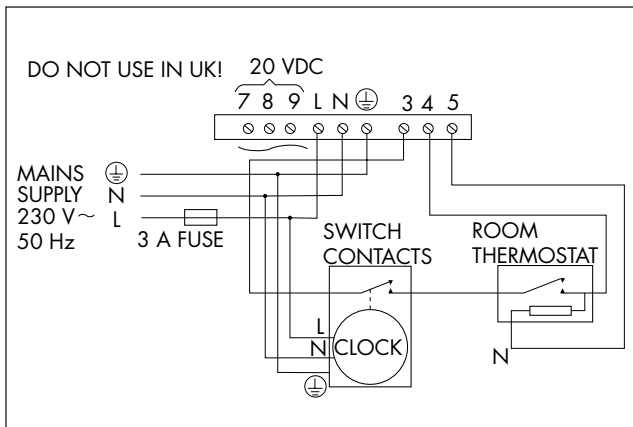 DO NOT USE IN UK!
20 VDC
7 8 9 L N 3 4 5
MAINS
SUPPLY N
230 V~ L
50 Hz
3 A FUSE
SWITCH
CONTACTS
ROOM
THERMOSTAT
L
N
CLOCK
N